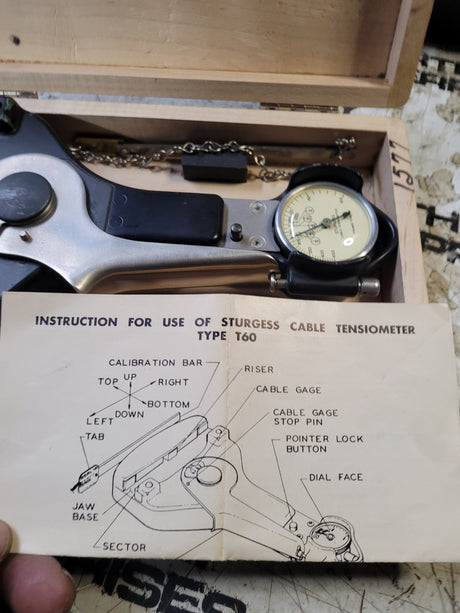 1577
INSTRUCTION FOR USE OF STURGESS CABLE TENSIOMETER
TYPE T60
CALIBRATION BAR
RISER
TOP UP RIGHT
CABLE GAGE
BOTTOM
LEFT DOWN
CABLE GAGE
STOP PIN
TAB
POINTER LOCK
BUTTON
DIAL FACE
JAW
BASE
SECTOR